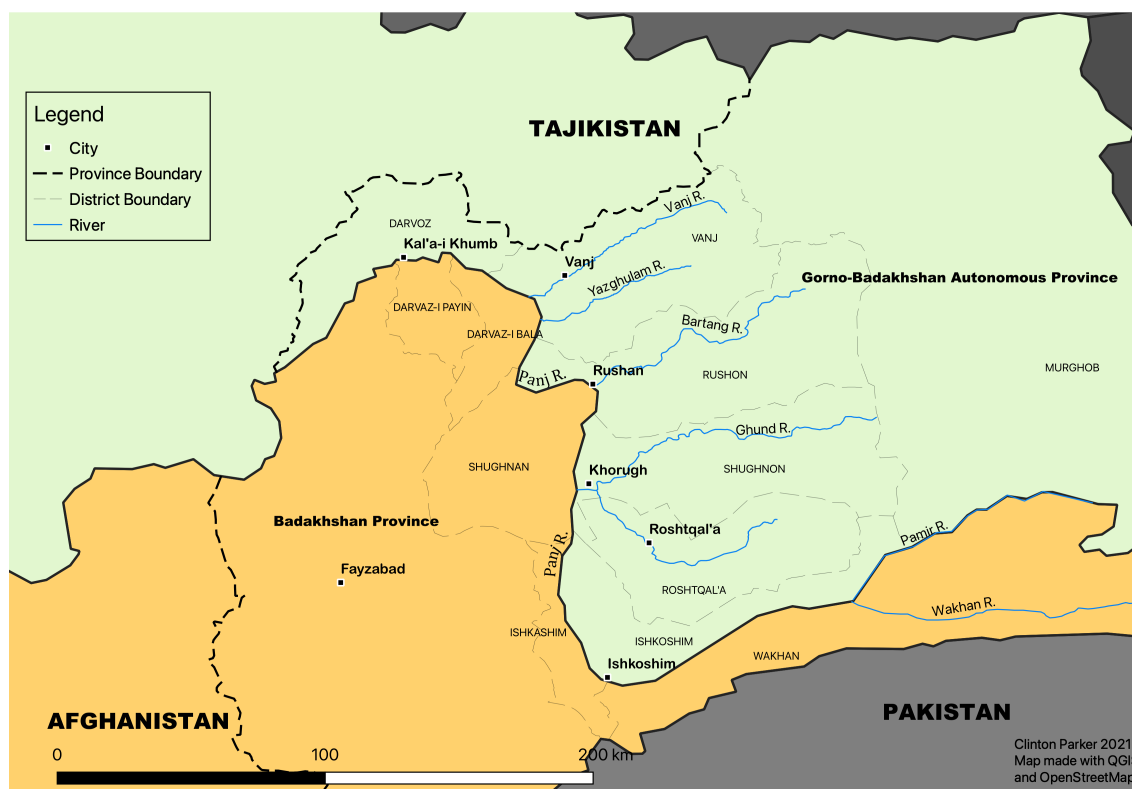 Legend
City
Province Boundary
District Boundary
River
TAJIKISTAN
DARVOZ
Kal'a-i Khumb
Vanj R.
VANJ
Vanj
Yazghulam R.
Gorno-Badakhshan Autonomous Province
DARVAZ-I PAYIN
DARVAZ-I BALA
Bartang R.
Panj R.
Rushan
RUSHON
MURGHOB
Ghund R.
SHUGHNAN
Khorugh
SHUGHNON
Badakhshan Province
Roshtqal'a
Pamir R.
Panj R.
Fayzabad
ROSHTQAL'A
Wakhan R.
ISHKASHIM
ISHKOSHIM
WAKHAN
Ishkoshim
AFGHANISTAN
PAKISTAN
0 100 200 km
Clinton Parker 2021
Map made with QGI
and OpenStreetMap